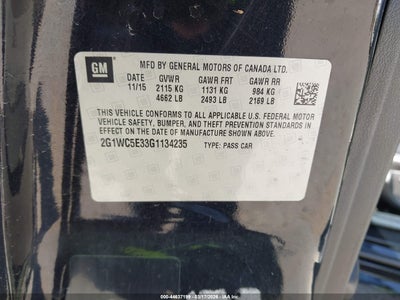 GM
MFD BY GENERAL MOTORS OF CANADA LTD.
DATE GVWR GAWR FRT GAWR RR
11/15 2115 KG 1131 KG 984 KG
4662 LB 2493 LB 2169 LB
THIS VEHICLE CONFORMS TO ALL APPLICABLE U.S. FEDERAL MOTOR
VEHICLE SAFETY, BUMPER, AND THEFT PREVENTION STANDARDS IN
EFFECT ON THE DATE OF MANUFACTURE SHOWN ABOVE.
2G1WC5E33G1134235 TYPE: PASS CAR